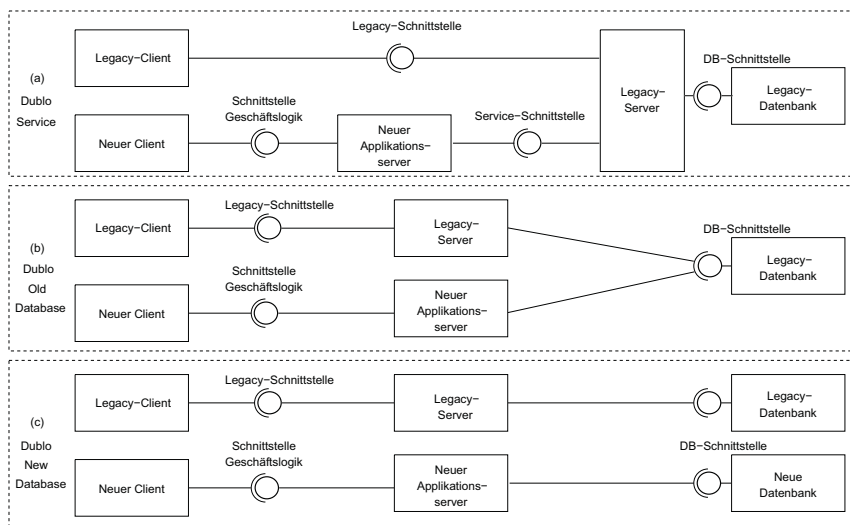 (a)
Dublo
Service
Legacy−Client
Legacy−Schnittstelle
Legacy−
Server
DB−Schnittstelle
Legacy−
Datenbank
Neuer Client
Schnittstelle
Geschäftslogik
Neuer
Applikations−
server
Service−Schnittstelle
(b)
Dublo
Old
Database
Legacy−Client
Legacy−Schnittstelle
Legacy−
Server
DB−Schnittstelle
Legacy−
Datenbank
Neuer Client
Schnittstelle
Geschäftslogik
Neuer
Applikations−
server
(c)
Dublo
New
Database
Legacy−Client
Legacy−Schnittstelle
Legacy−
Server
Legacy−
Datenbank
Neuer Client
Schnittstelle
Geschäftslogik
Neuer
Applikations−
server
DB−Schnittstelle
Neue
Datenbank